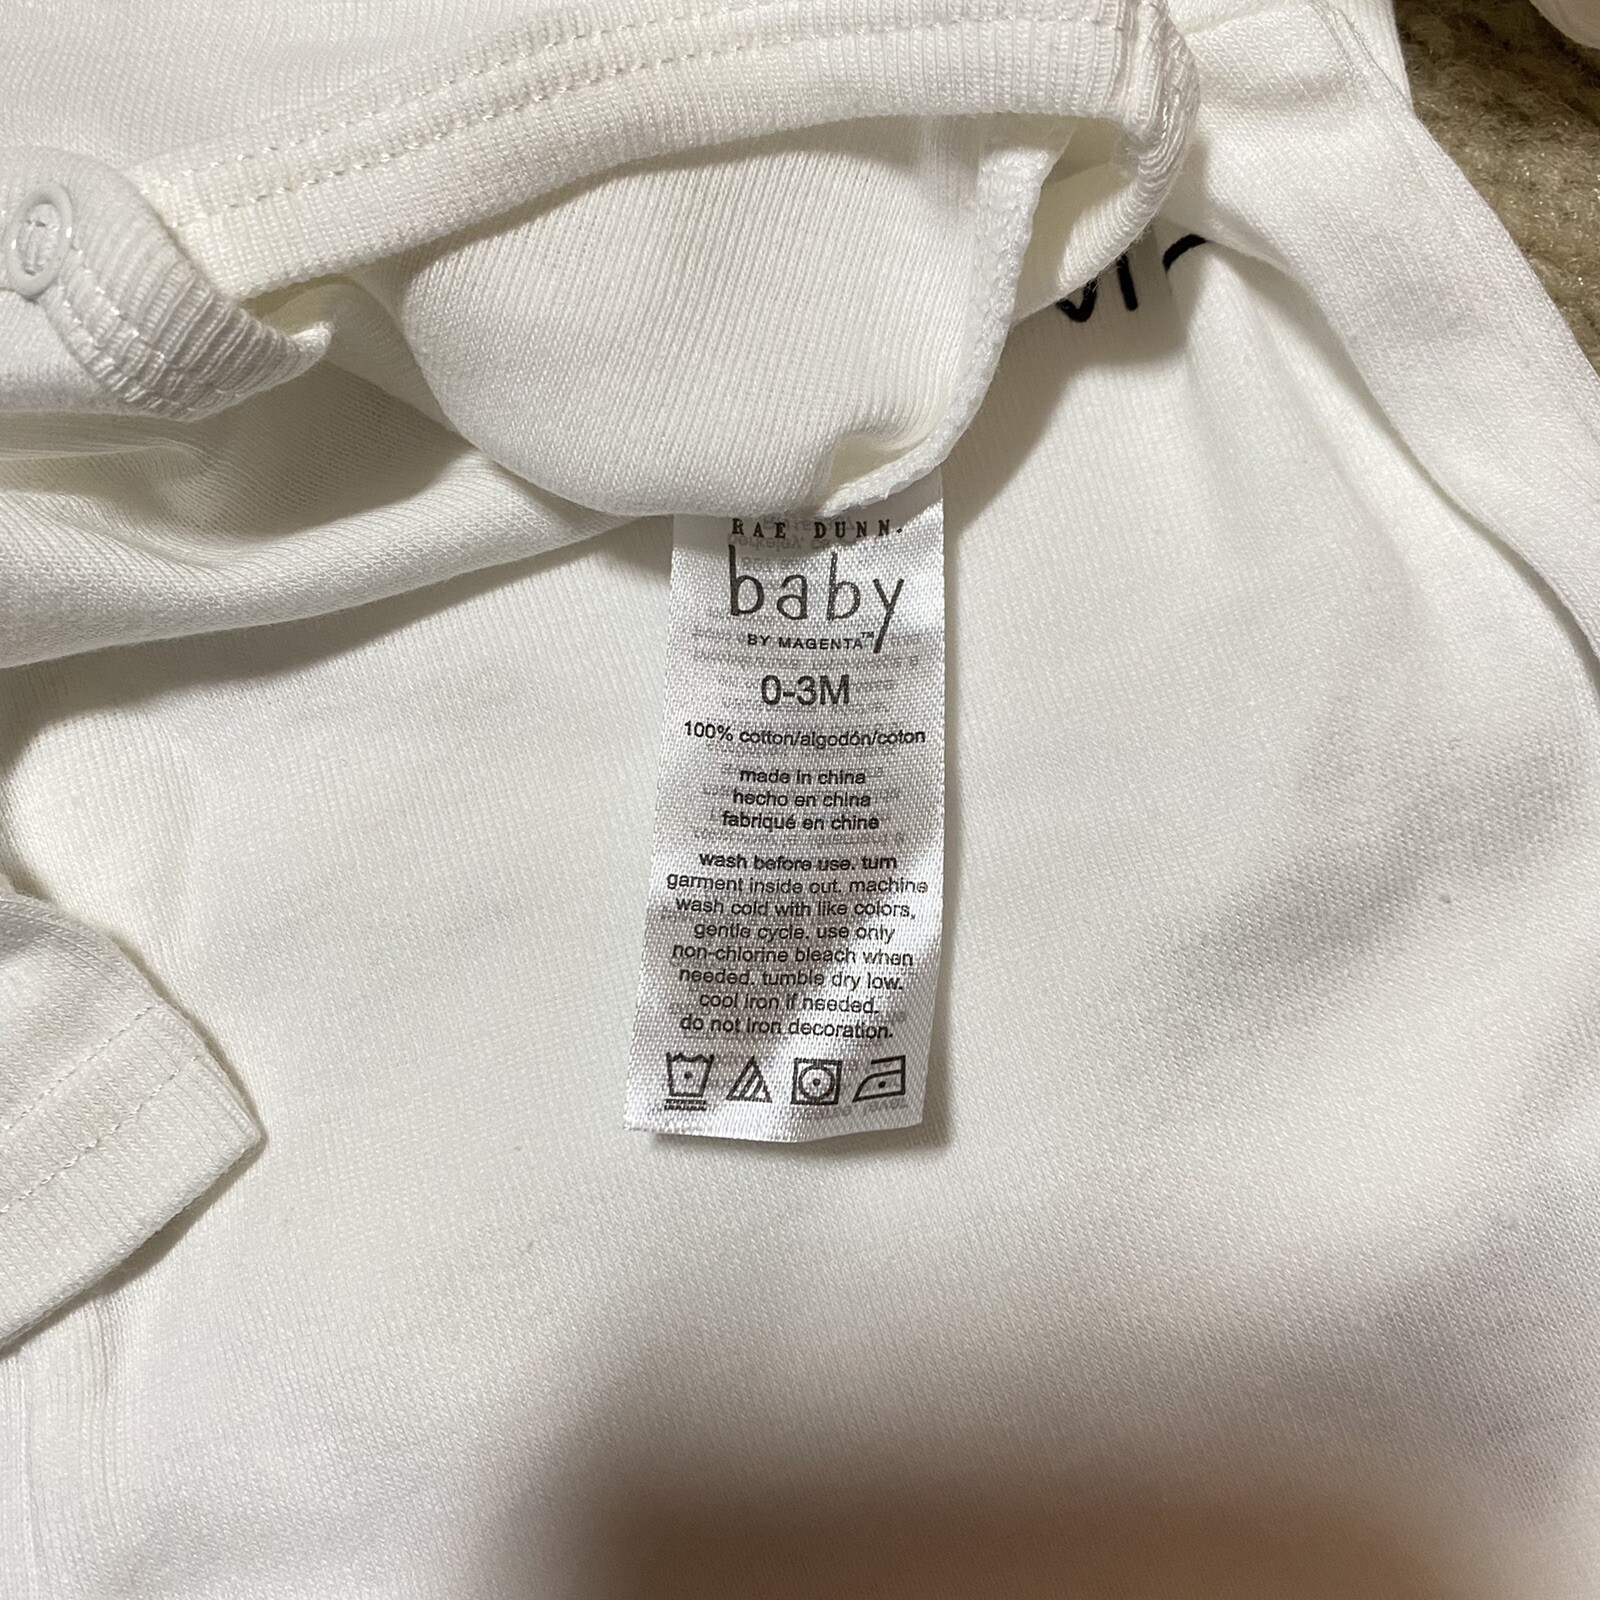 RAE DUNN.
baby
BY MAGENTA™
0-3M
100% cotton/algodón/coton
made in china
hecho en china
fabriqué en chine
wash before use. turn
garment inside out. machine
wash cold with like colors,
gentle cycle. use only
non-chlorine bleach when
needed. tumble dry low.
cool iron if needed.
do not iron decoration.